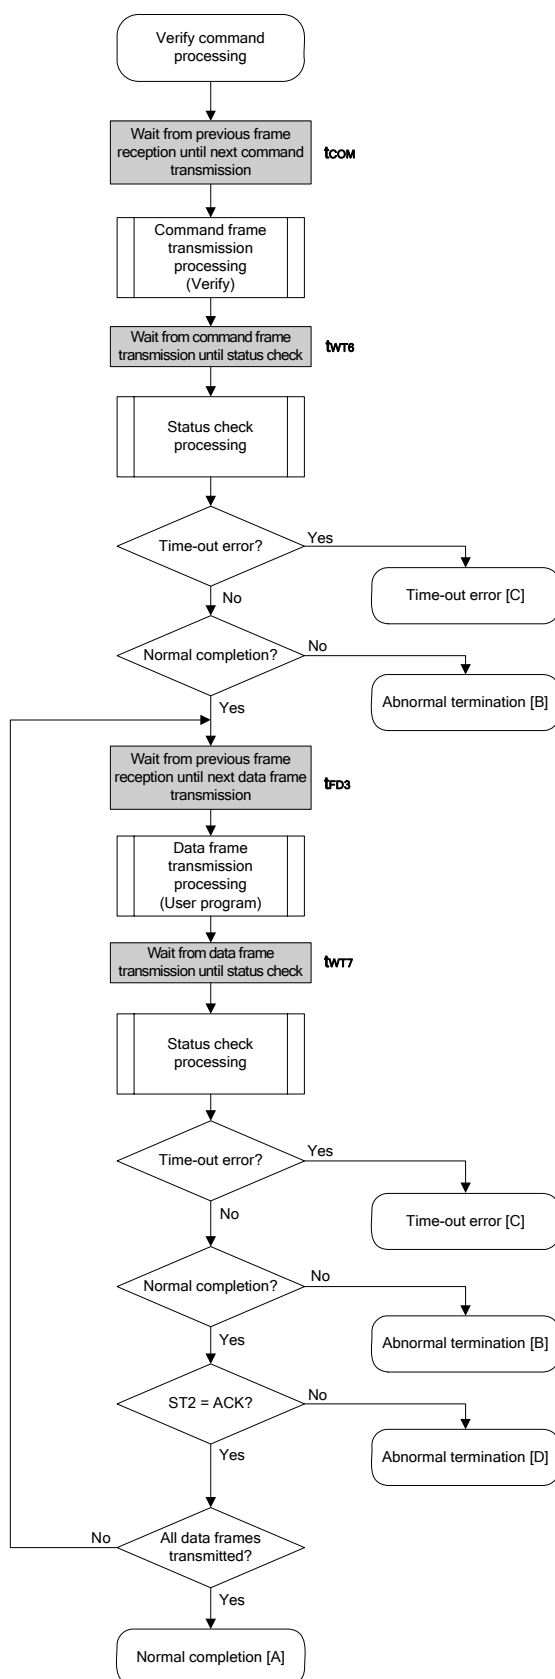 Verify command
processing
Wait from previous frame
reception until next command
transmission
tCOM
Command frame
transmission
processing
(Verify)
Wait from command frame
transmission until status check
tWT6
Status check
processing
Time-out error?
Yes
Time-out error [C]
No
Normal completion?
No
Abnormal termination [B]
Yes
Wait from previous frame
reception until next data frame
transmission
tFD3
Data frame
transmission
processing
(User program)
Wait from data frame
transmission until status check
tWT7
Status check
processing
Time-out error?
Yes
Time-out error [C]
No
Normal completion?
No
Abnormal termination [B]
Yes
ST2 = ACK?
No
Abnormal termination [D]
Yes
No
All data frames
transmitted?
Yes
Normal completion [A]